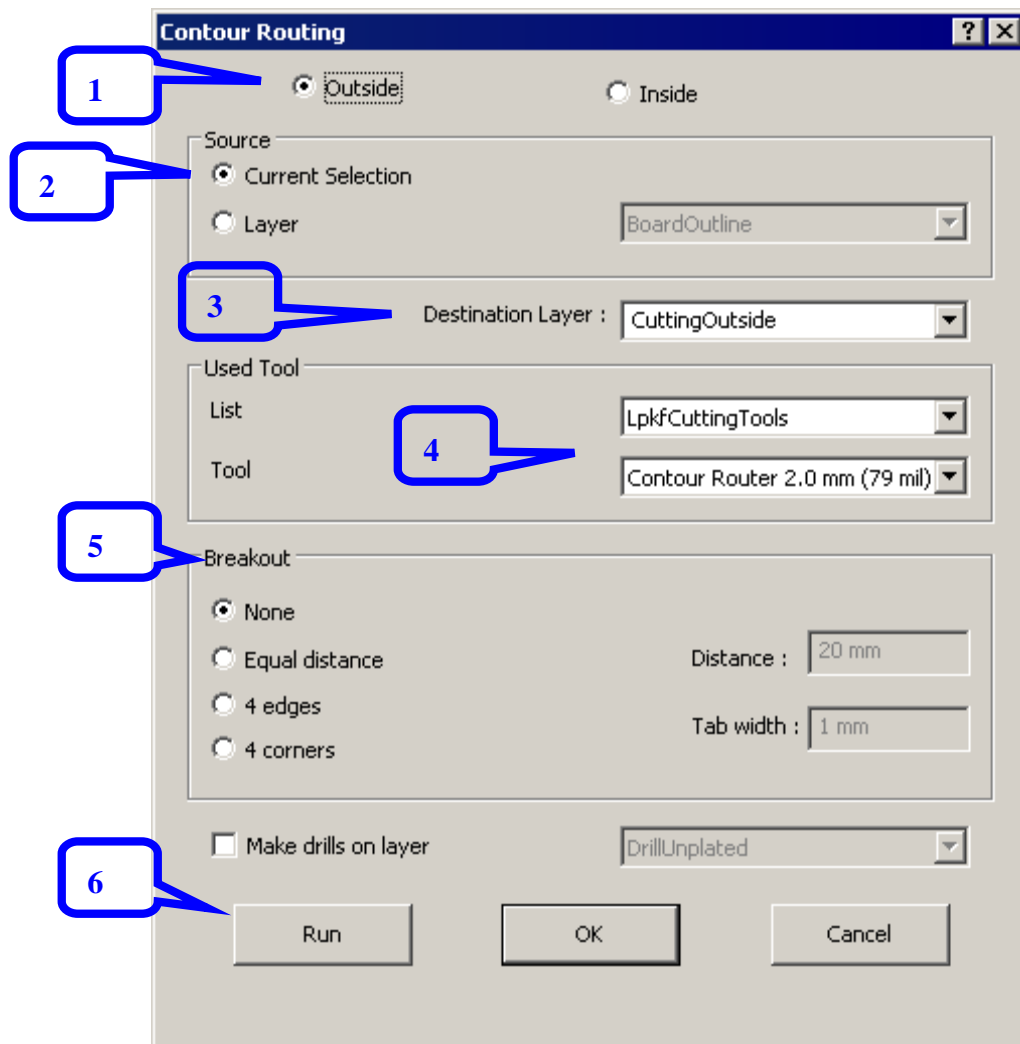 Contour Routing
1
Outside
Inside
Source
2
Current Selection
Layer
BoardOutline
3
Destination Layer :
CuttingOutside
Used Tool
List
LpkfCuttingTools
4
Tool
Contour Router 2.0 mm (79 mil)
5
Breakout
None
Equal distance
Distance :
20 mm
4 edges
Tab width :
1 mm
4 corners
Make drills on layer
DrillUnplated
6
Run
OK
Cancel